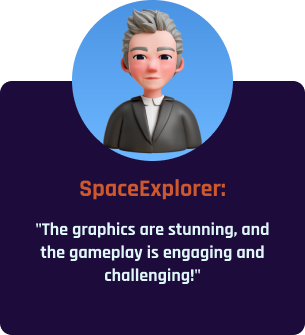 SpaceExplorer:
"The graphics are stunning, and
the gameplay is engaging and
challenging!"